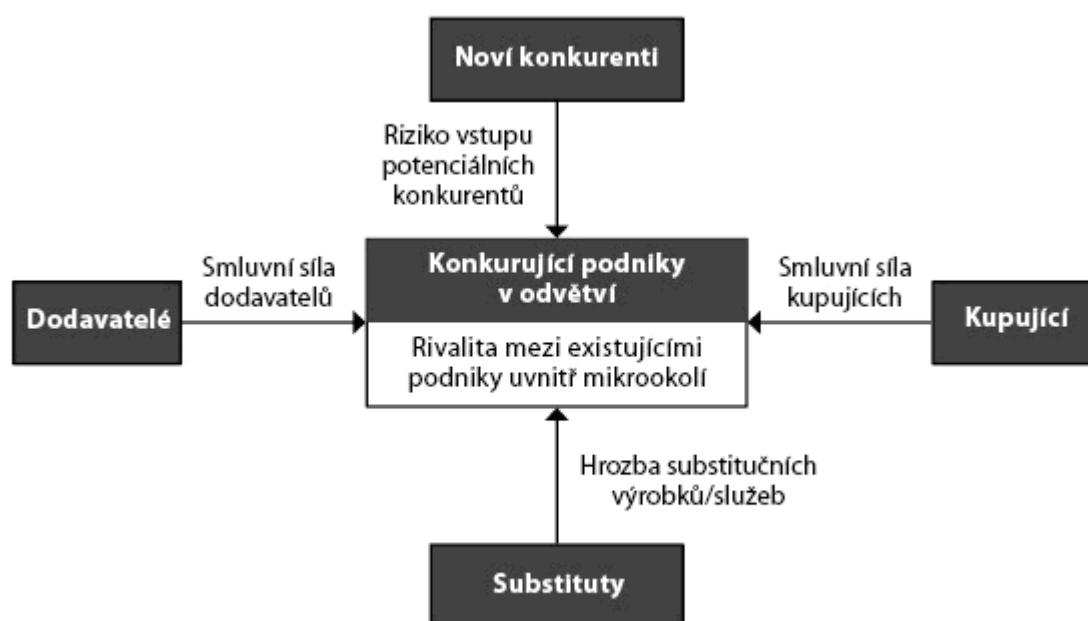 Noví konkurenti
Riziko vstupu
potenciálních
konkurentů
Smluvní síla
dodavatelů
Dodavatelé
Konkurující podniky
v odvětví
Rivalita mezi existujícími
podniky uvnitř mikrookolí
Smluvní síla
kupujících
Kupující
Hrozba substitučních
výrobků/služeb
Substituty